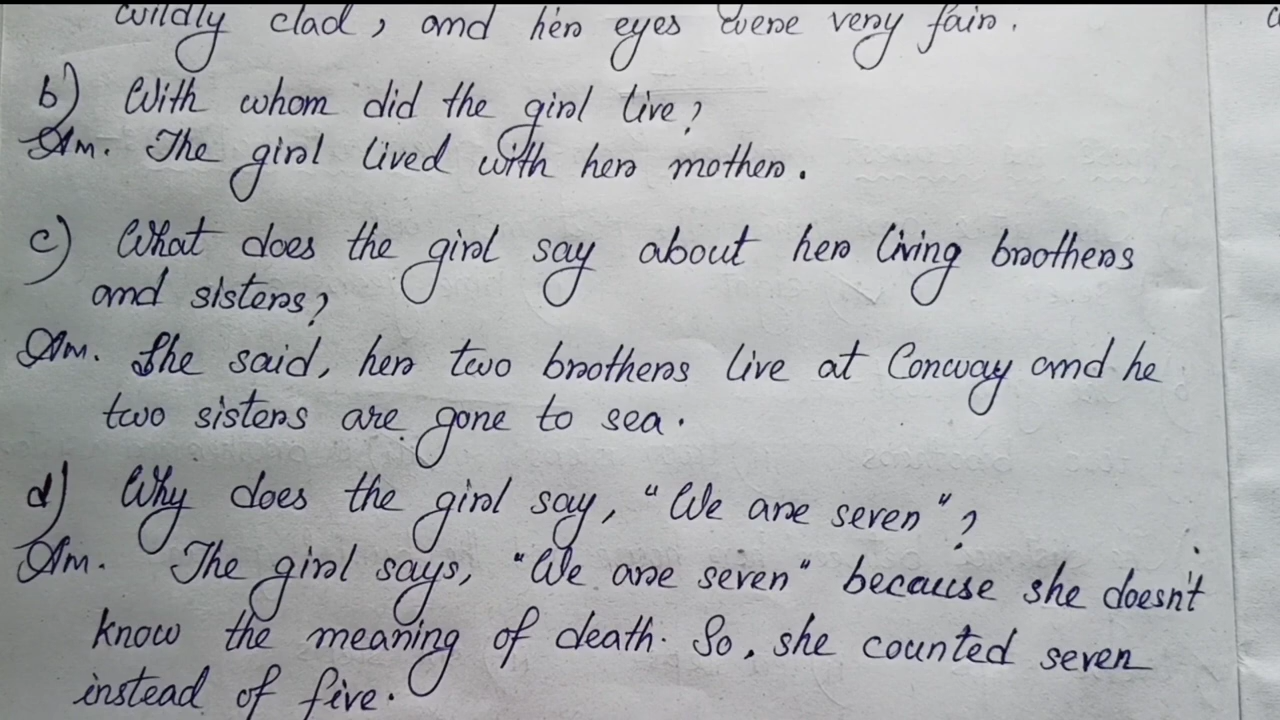 wildly clad, and her eyes were very fair.
b) With whom did the girl live?
Ans. The girl lived with her mother.
c) What does the girl say about her living brothers
and sisters?
Ans. She said, her two brothers live at Conway and he
two sisters are gone to sea.
d) Why does the girl say, "We are seven"?
Ans. The girl says, "We are seven" because she doesn't
know the meaning of death. So, she counted seven
instead of five.